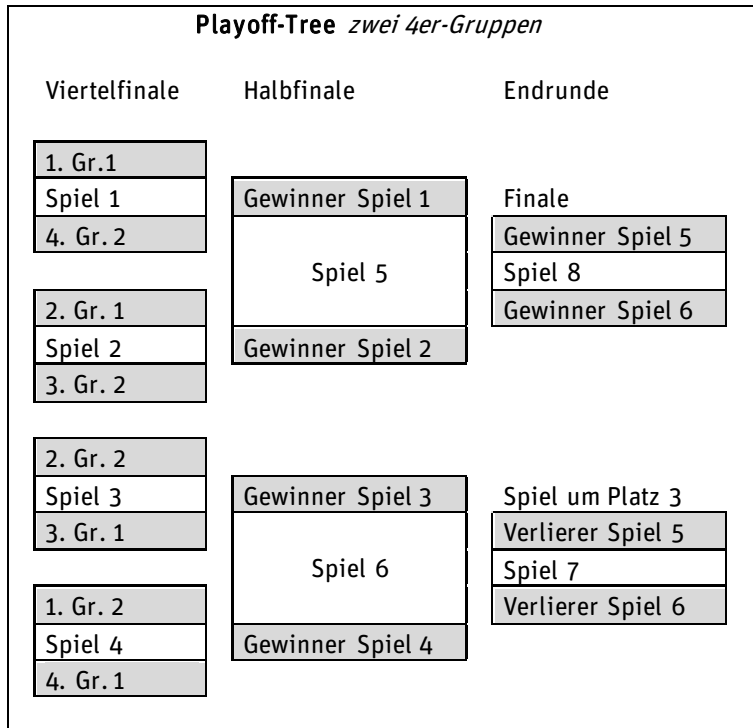 Playoff-Tree zwei 4er-Gruppen
Viertelfinale Halbfinale Endrunde
1. Gr.1
Spiel 1
4. Gr. 2
2. Gr. 1
Spiel 2
3. Gr. 2
2. Gr. 2
Spiel 3
3. Gr. 1
1. Gr. 2
Spiel 4
4. Gr. 1
Gewinner Spiel 1
Spiel 5
Gewinner Spiel 2
Gewinner Spiel 3
Spiel 6
Gewinner Spiel 4
Finale
Gewinner Spiel 5
Spiel 8
Gewinner Spiel 6
Spiel um Platz 3
Verlierer Spiel 5
Spiel 7
Verlierer Spiel 6